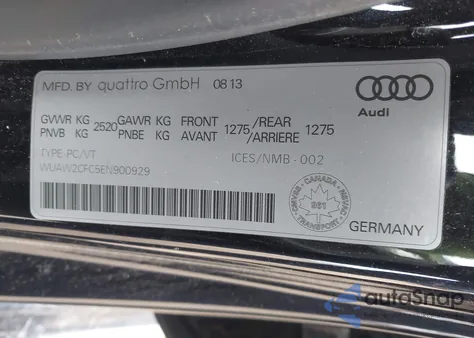 MFD. BY quattro GmbH 08 13
Audi
GVWR KG 2520 GAWR KG FRONT 1275 / REAR 1275
PNVB KG PNBE KG AVANT ARRIERE
TYPE-PC/VT ICES/NMB - 002
WUAW2CFC5EN900929
CANADA
TRANSPORT
GERMANY
autoSnap